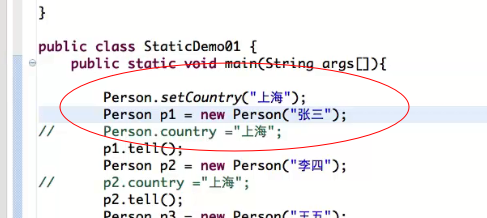 }
public class StaticDemo01 {
public static void main(String args[]){
Person.setCountry("上海");
Person p1 = new Person("张三");
// Person.country ="上海";
p1.tell();
Person p2 = new Person("李四");
// p2.country ="上海";
p2.tell();
Person p3 = new Person("王五");